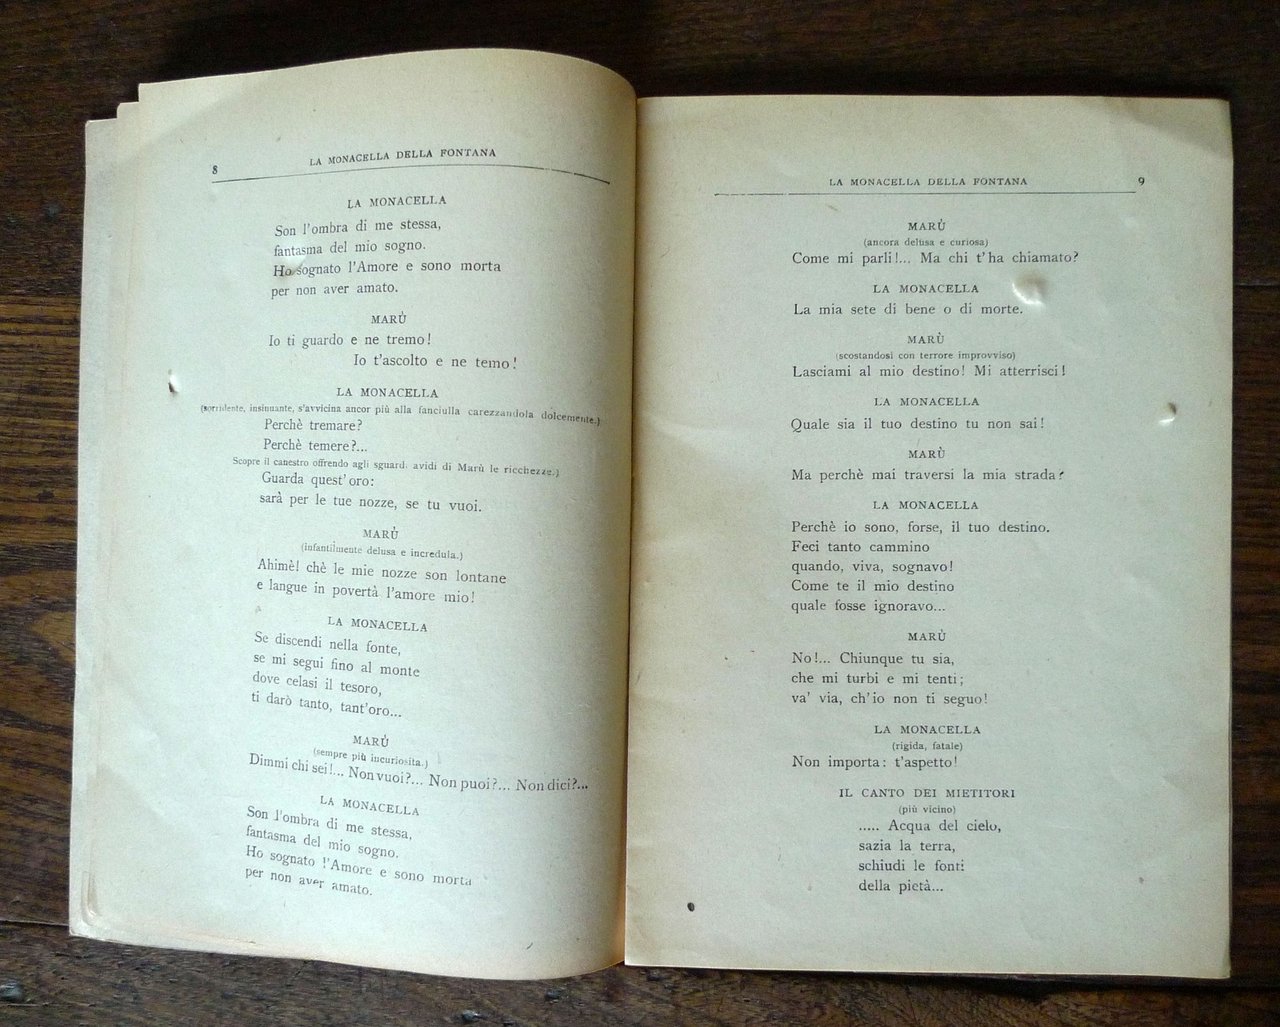 8
LA MONACELLA DELLA FONTANA
LA MONACELLA
Son l'ombra di me stessa,
fantasma del mio sogno.
Ho sognato l'Amore e sono morta
per non aver amato.
MARÙ
Io ti guardo e ne tremo!
Io t'ascolto e ne temo!
LA MONACELLA
(sorridente, insinuante, s'avvicina ancor più alla fanciulla carezzandola dolcemente.)
Perchè tremare?
Perchè temere?...
Scopre il canestro offrendo agli sguard. avidi di Marù le ricchezze.)
Guarda quest'oro:
sarà per le tue nozze, se tu vuoi.
MARÙ
(infantilmente delusa e incredula.)
Ahimè! chè le mie nozze son lontane
e langue in povertà l'amore mio!
LA MONACELLA
Se discendi nella fonte,
se mi segui fino al monte
dove celasi il tesoro,
ti darò tanto, tant'oro...
MARÙ
(sempre più incuriosita.)
Dimmi chi sei!... Non vuoi?... Non puoi?... Non dici?...
LA MONACELLA
Son l'ombra di me stessa,
fantasma del mio sogno.
Ho sognato l'Amore e sono morta
per non aver amato.
LA MONACELLA DELLA FONTANA
9
MARÙ
(ancora delusa e curiosa)
Come mi parli!... Ma chi t'ha chiamato?
LA MONACELLA
La mia sete di bene o di morte.
MARÙ
(scostandosi con terrore improvviso)
Lasciami al mio destino! Mi atterrisci!
LA MONACELLA
Quale sia il tuo destino tu non sai!
MARÙ
Ma perchè mai traversi la mia strada?
LA MONACELLA
Perchè io sono, forse, il tuo destino.
Feci tanto cammino
quando, viva, sognavo!
Come te il mio destino
quale fosse ignoravo...
MARÙ
No!... Chiunque tu sia,
che mi turbi e mi tenti;
va' via, ch'io non ti seguo!
LA MONACELLA
(rigida, fatale)
Non importa: t'aspetto!
IL CANTO DEI MIETITORI
(più vicino)
..... Acqua del cielo,
sazia la terra,
schiudi le fonti
della pietà...